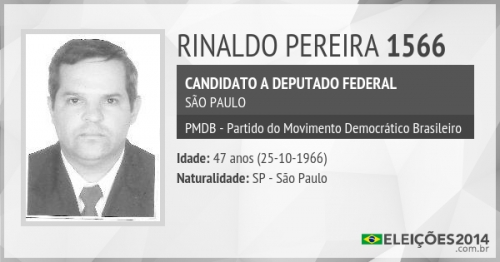 RINALDO PEREIRA 1566
CANDIDATO A DEPUTADO FEDERAL
SÃO PAULO
PMDB - Partido do Movimento Democrático Brasileiro
Idade: 47 anos (25-10-1966)
Naturalidade: SP - São Paulo
ELEIÇÕES2014
.com.br